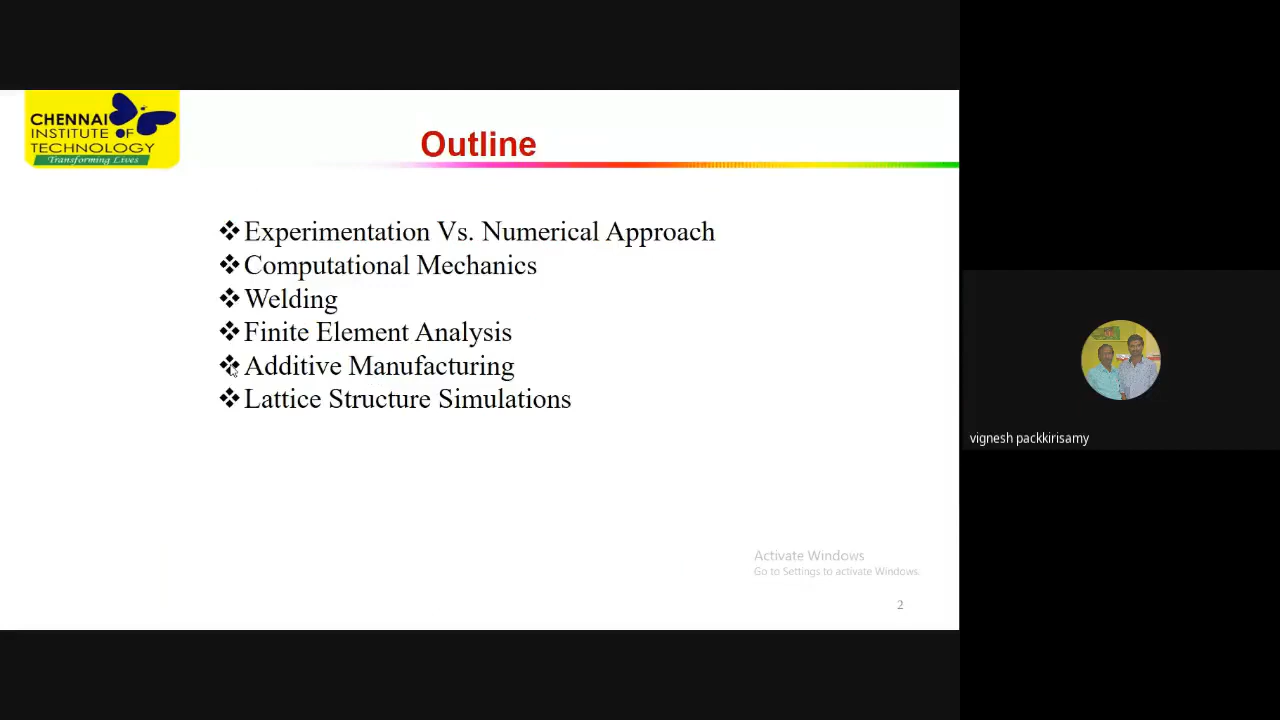 CHENNAI
INSTITUTE OF
TECHNOLOGY
Transforming Lives
Outline
Experimentation Vs. Numerical Approach
Computational Mechanics
Welding
Finite Element Analysis
Additive Manufacturing
Lattice Structure Simulations
vignesh packkirisamy
Activate Windows
Go to Settings to activate Windows.
2